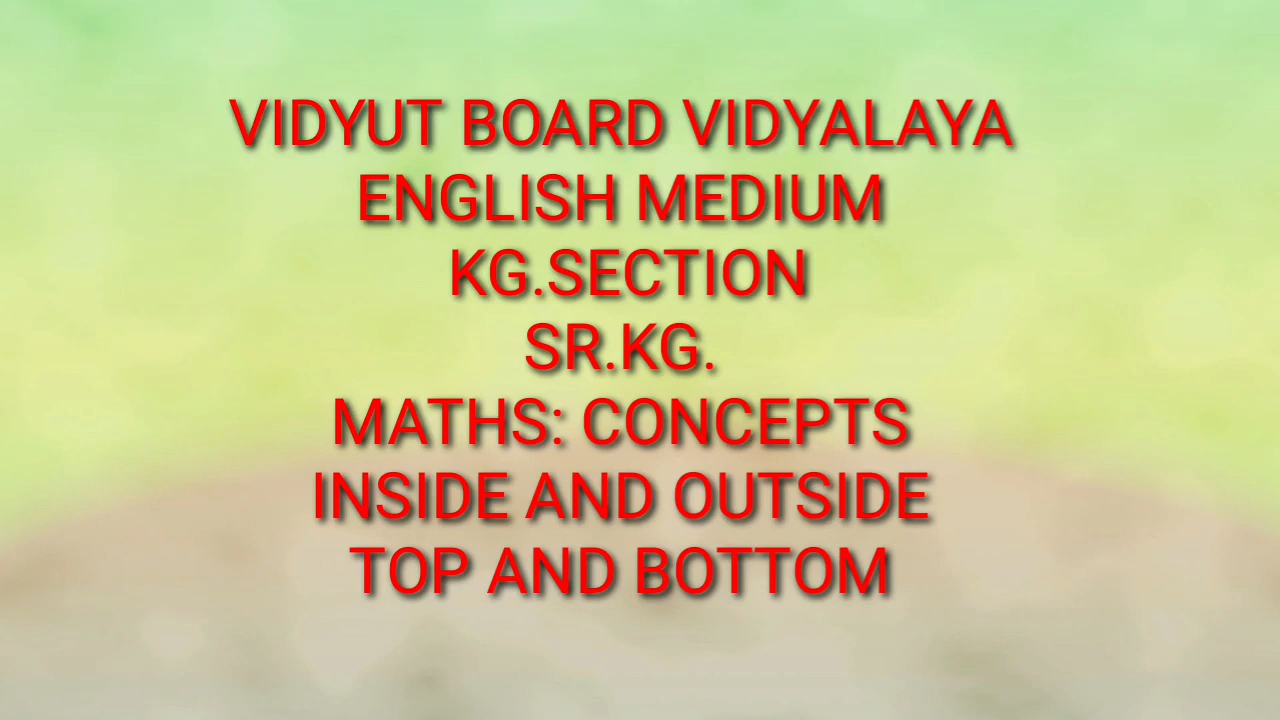 VIDYUT BOARD VIDYALAYA
ENGLISH MEDIUM
KG.SECTION
SR.KG.
MATHS: CONCEPTS
INSIDE AND OUTSIDE
TOP AND BOTTOM